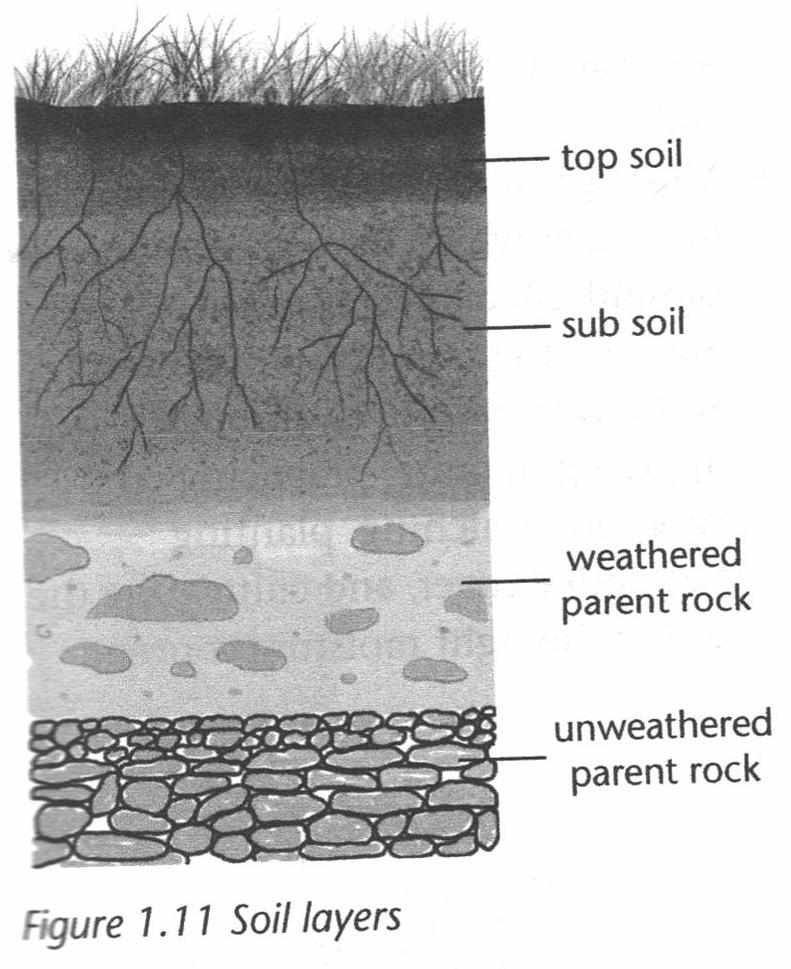 top soil
sub soil
weathered
parent rock
unweathered
parent rock
Figure 1.11 Soil layers